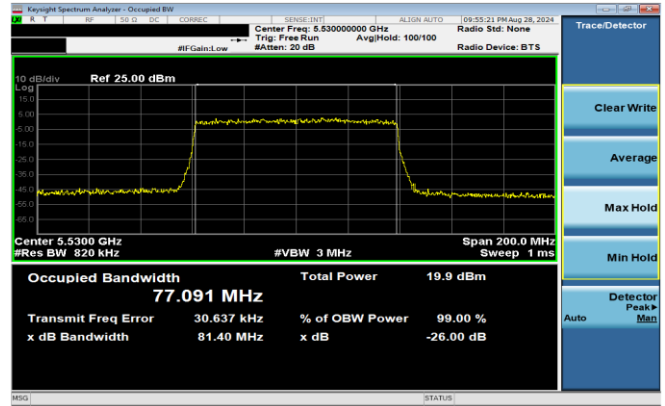 Keysight Spectrum Analyzer - Occupied BW
R T RF 50 Ω DC CORREC SENSE:INT ALIGN AUTO 09:55:21 PM Aug 28, 2024
Center Freq: 5.530000000 GHz Radio Std: None
Trig: Free Run Avg|Hold: 100/100
#IFGain:Low #Atten: 20 dB Radio Device: BTS
Trace/Detector
10 dB/div Ref 25.00 dBm
Log
15.0
5.00
-5.00
-15.0
-25.0
-35.0
-45.0
-55.0
-65.0
Center 5.5300 GHz Span 200.0 MHz
#Res BW 820 kHz #VBW 3 MHz Sweep 1 ms
Occupied Bandwidth Total Power 19.9 dBm
77.091 MHz
Transmit Freq Error 30.637 kHz % of OBW Power 99.00 %
x dB Bandwidth 81.40 MHz x dB -26.00 dB
Clear Write
Average
Max Hold
Min Hold
Detector
Peak►
Auto Man
MSG STATUS